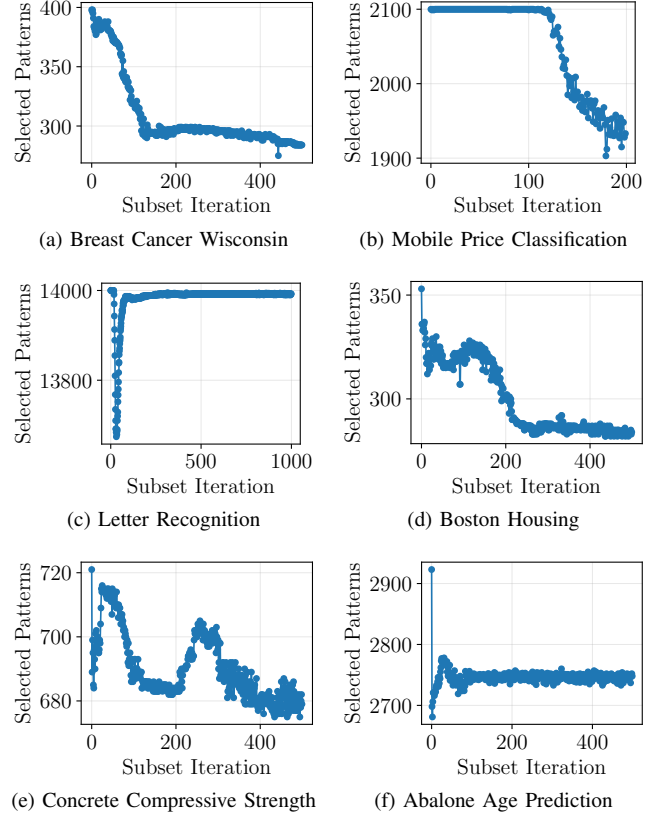 Selected Patterns
400
350
300
0 200 400
Subset Iteration
(a) Breast Cancer Wisconsin
Selected Patterns
2100
2000
1900
0 100 200
Subset Iteration
(b) Mobile Price Classification
Selected Patterns
14000
13800
0 500 1000
Subset Iteration
(c) Letter Recognition
Selected Patterns
350
300
0 200 400
Subset Iteration
(d) Boston Housing
Selected Patterns
720
700
680
0 200 400
Subset Iteration
(e) Concrete Compressive Strength
Selected Patterns
2900
2800
2700
0 200 400
Subset Iteration
(f) Abalone Age Prediction